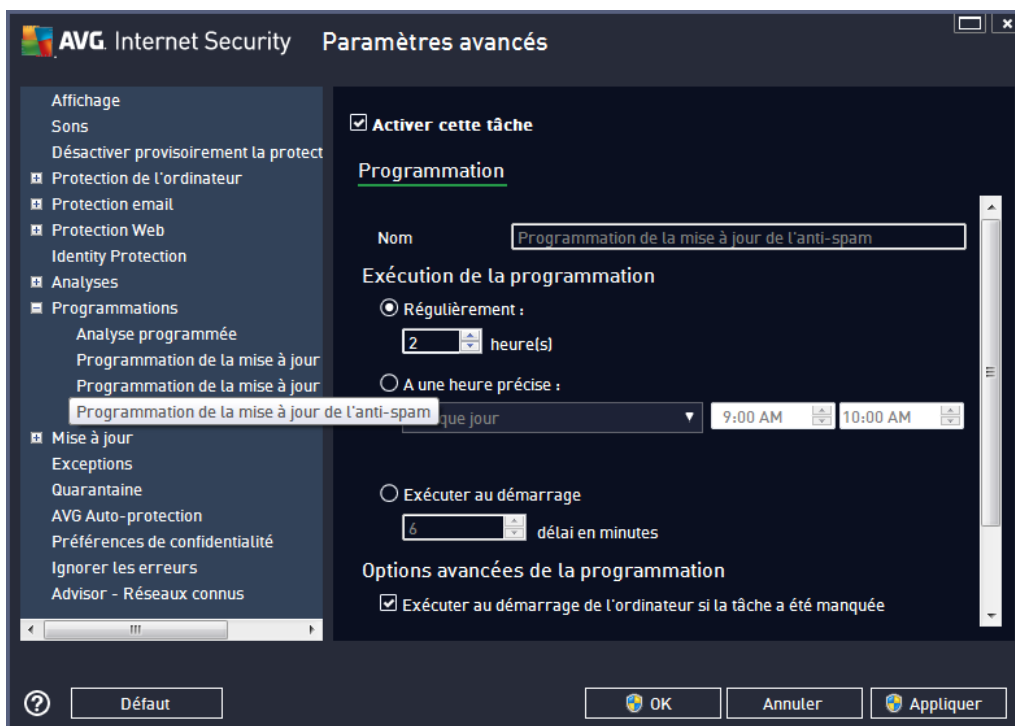 AVG. Internet Security Paramètres avancés
Affichage
Sons
Désactiver provisoirement la protect
Protection de l'ordinateur
Protection email
Protection Web
Identity Protection
Analyses
Programmations
Analyse programmée
Programmation de la mise à jour
Programmation de la mise à jour
Programmation de la mise à jour de l'anti-spam
Mise à jour
Exceptions
Quarantaine
AVG Auto-protection
Préférences de confidentialité
Ignorer les erreurs
Advisor - Réseaux connus
Activer cette tâche
Programmation
Nom Programmation de la mise à jour de l'anti-spam
Exécution de la programmation
Régulièrement :
2 heure(s)
A une heure précise :
que jour 9:00 AM 10:00 AM
Exécuter au démarrage
6 délai en minutes
Options avancées de la programmation
Exécuter au démarrage de l'ordinateur si la tâche a été manquée
? Défaut OK Annuler Appliquer